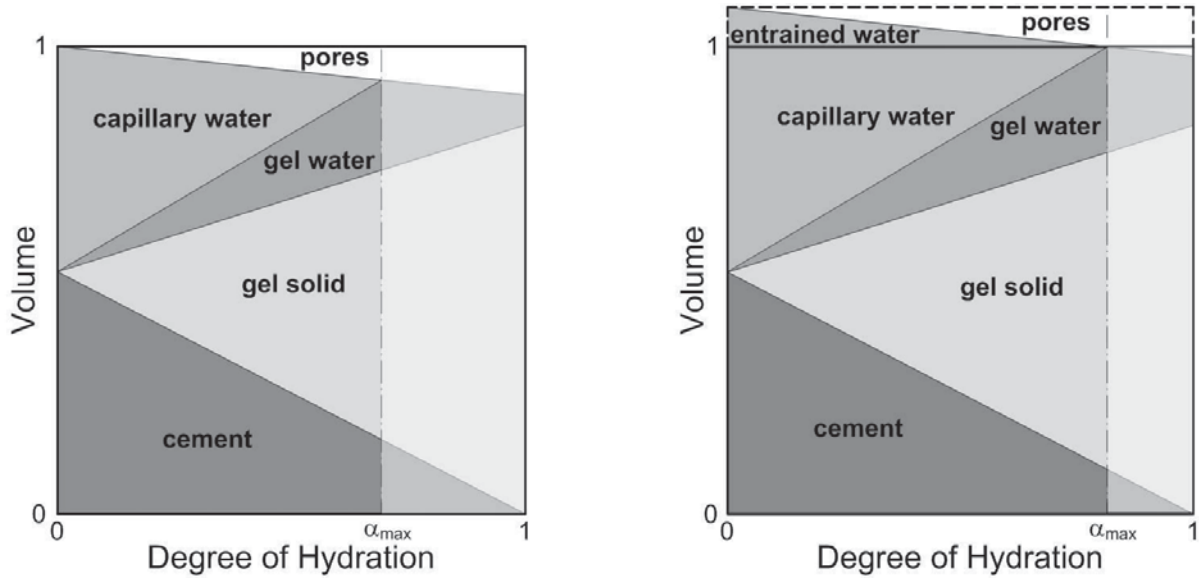 1
pores
capillary water
gel water
gel solid
cement
Volume
0
0
αmax
1
Degree of Hydration
pores
entrained water
1
capillary water
gel water
gel solid
cement
Volume
0
0
αmax
1
Degree of Hydration